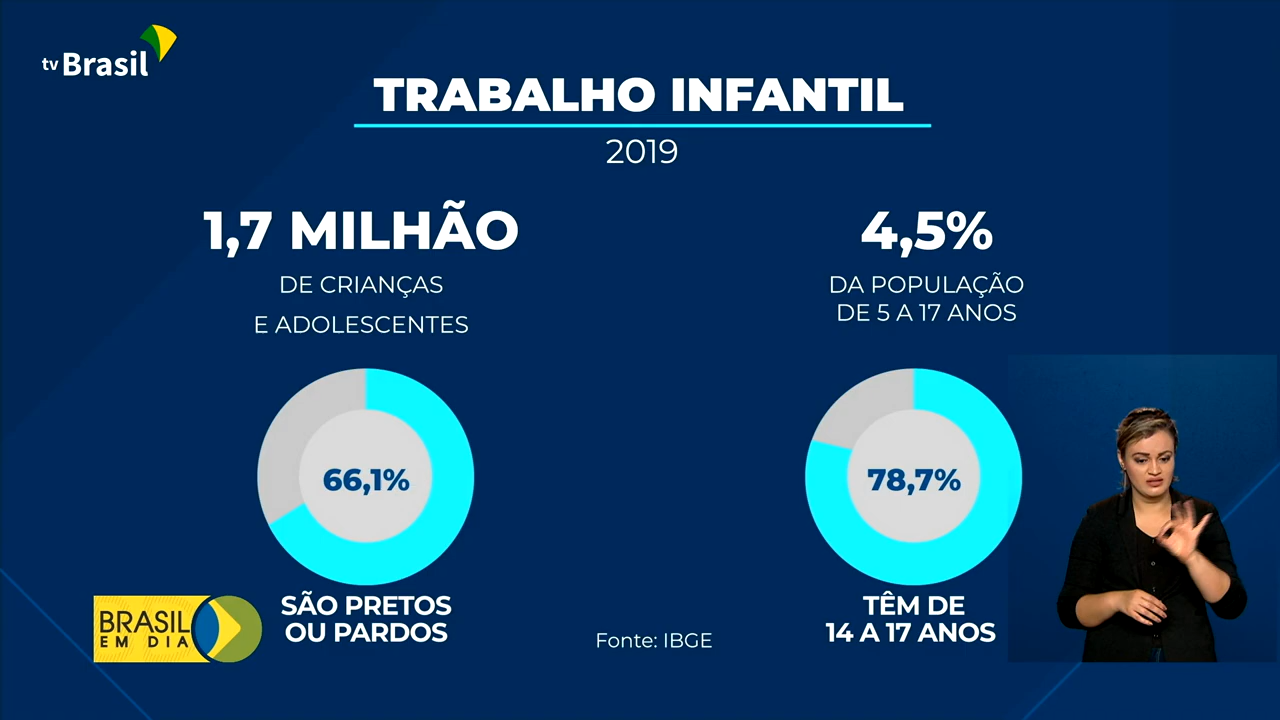 tv Brasil
TRABALHO INFANTIL
2019
1,7 MILHÃO
DE CRIANÇAS
E ADOLESCENTES
4,5%
DA POPULAÇÃO
DE 5 A 17 ANOS
66,1%
SÃO PRETOS
OU PARDOS
78,7%
TÊM DE
14 A 17 ANOS
BRASIL
EM DIA
Fonte: IBGE